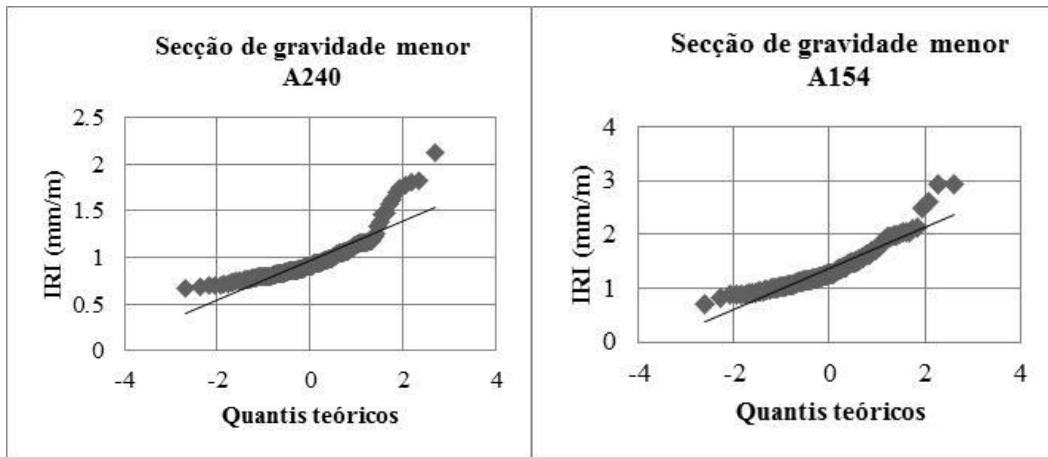 Secção de gravidade menor
A240
2.5
2
1.5
1
0.5
0
-4
-2
0
2
4
IRI (mm/m)
Quantis teóricos
Secção de gravidade menor
A154
4
3
2
1
0
-4
-2
0
2
4
IRI (mm/m)
Quantis teóricos